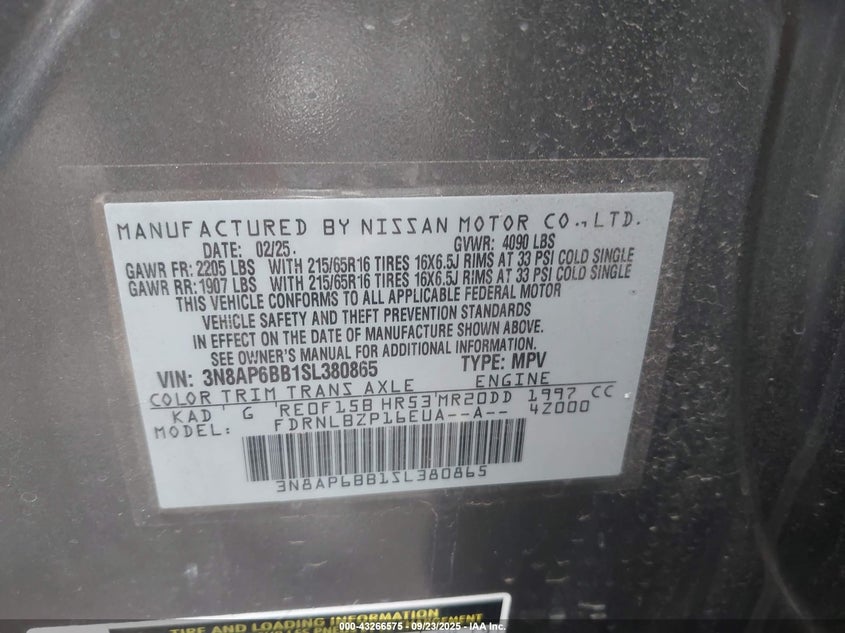 MANUFACTURED BY NISSAN MOTOR CO.,LTD.
DATE: 02/25. GVWR: 4090 LBS
GAWR FR: 2205 LBS WITH 215/65R16 TIRES 16X6.5J RIMS AT 33 PSI COLD SINGLE
GAWR RR: 1907 LBS WITH 215/65R16 TIRES 16X6.5J RIMS AT 33 PSI COLD SINGLE
THIS VEHICLE CONFORMS TO ALL APPLICABLE FEDERAL MOTOR
VEHICLE SAFETY AND THEFT PREVENTION STANDARDS
IN EFFECT ON THE DATE OF MANUFACTURE SHOWN ABOVE.
SEE OWNER'S MANUAL FOR ADDITIONAL INFORMATION
VIN: 3N8AP6BB1SL380865 TYPE: MPV
COLOR TRIM TRANS AXLE ENGINE
KAD G RE0F15B HR53 MR20DD 1997 CC
MODEL: FDRNLBZP16EUA--A-- 4Z000
3N8AP6BB1SL380865
TIRE AND LOADING INFORMATION
000-43266575 - 09/23/2025 - IAA Inc.